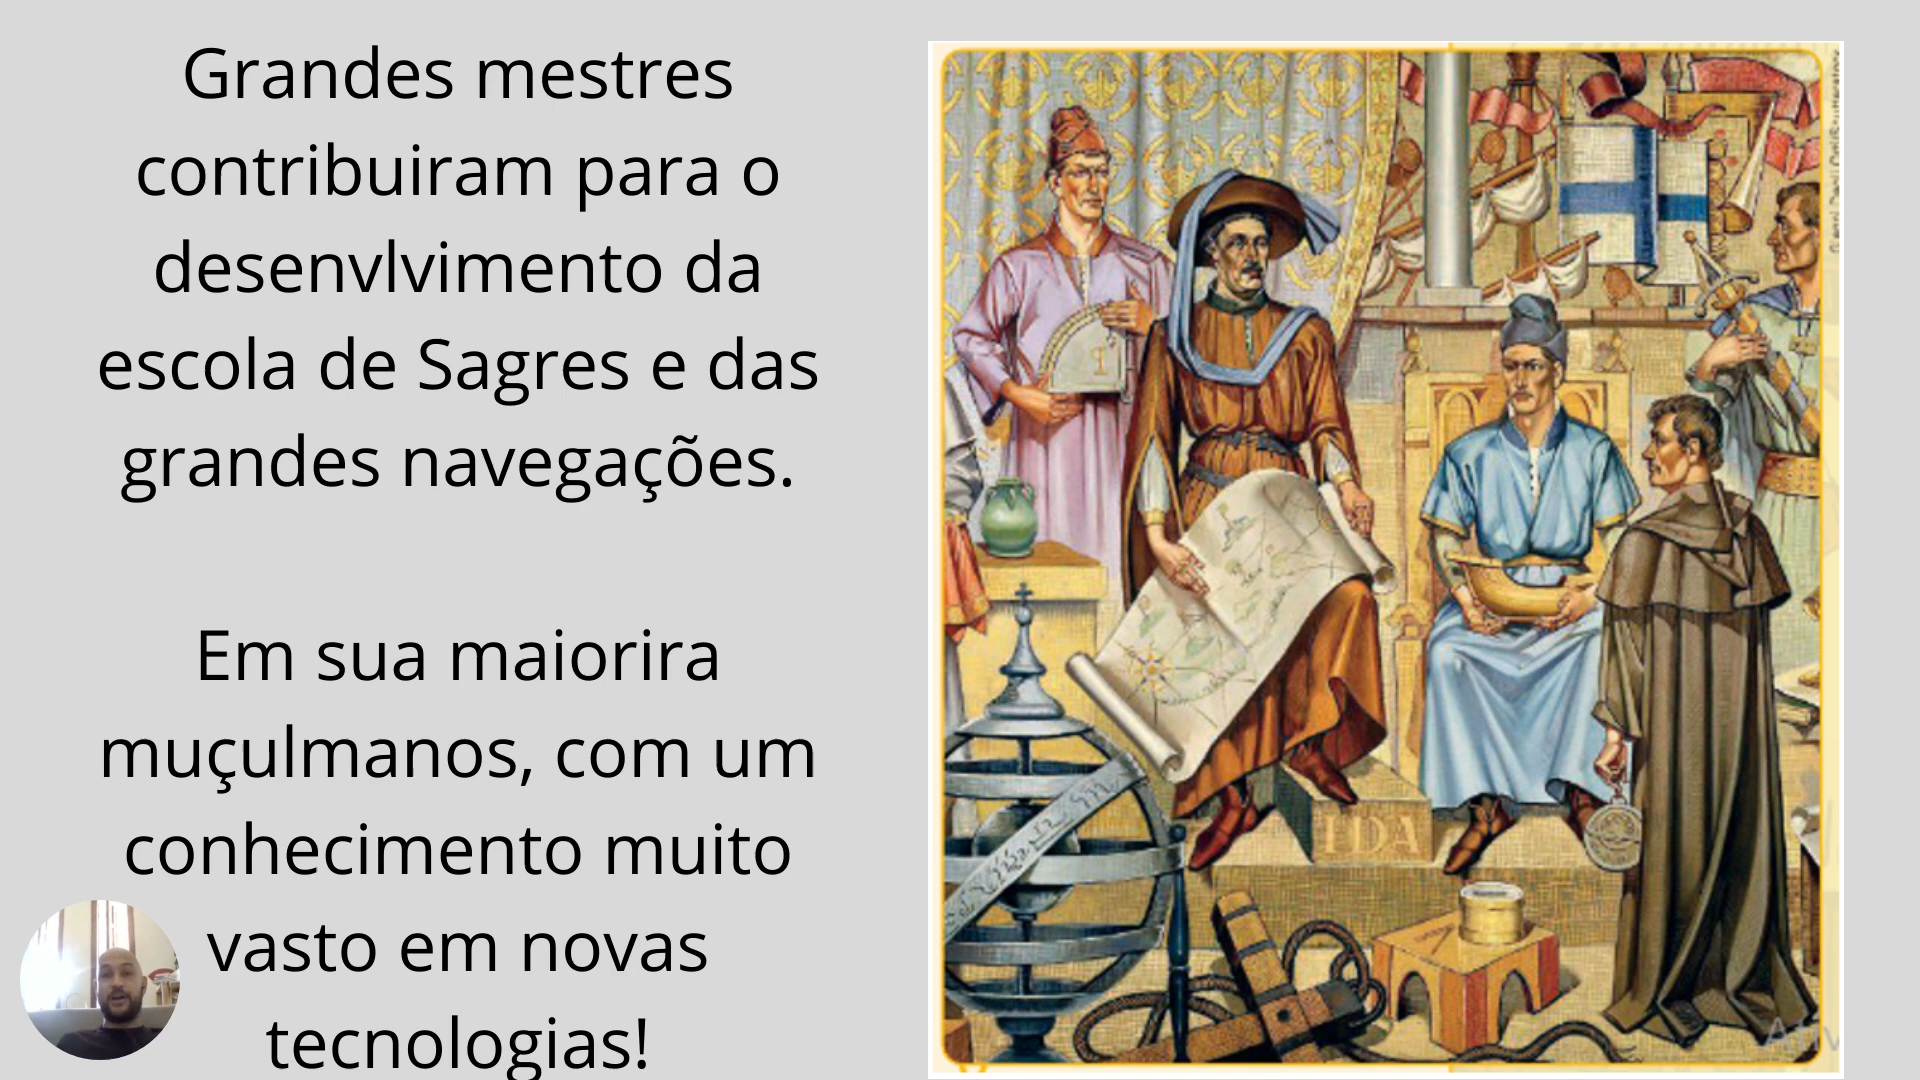 Grandes mestres
contribuiram para o
desenvlvimento da
escola de Sagres e das
grandes navegações.
Em sua maiorira
muçulmanos, com um
conhecimento muito
vasto em novas
tecnologias!
IDA